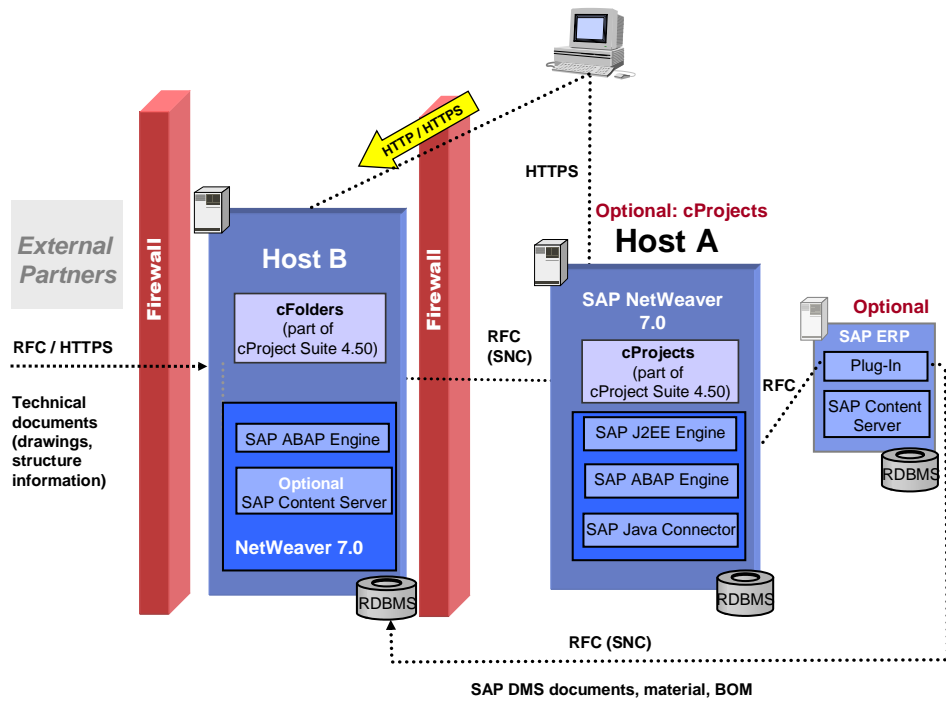 HTTP / HTTPS
HTTPS
Optional: cProjects
Host A
External
Partners
Firewall
Host B
Firewall
SAP NetWeaver
7.0
Optional
SAP ERP
cFolders
(part of
cProject Suite 4.50)
RFC
(SNC)
cProjects
(part of
cProject Suite 4.50)
RFC
Plug-In
SAP Content
Server
RFC / HTTPS
Technical
documents
(drawings,
structure
information)
SAP ABAP Engine
Optional
SAP Content Server
NetWeaver 7.0
SAP J2EE Engine
SAP ABAP Engine
SAP Java Connector
RDBMS
RDBMS
RDBMS
RFC (SNC)
SAP DMS documents, material, BOM